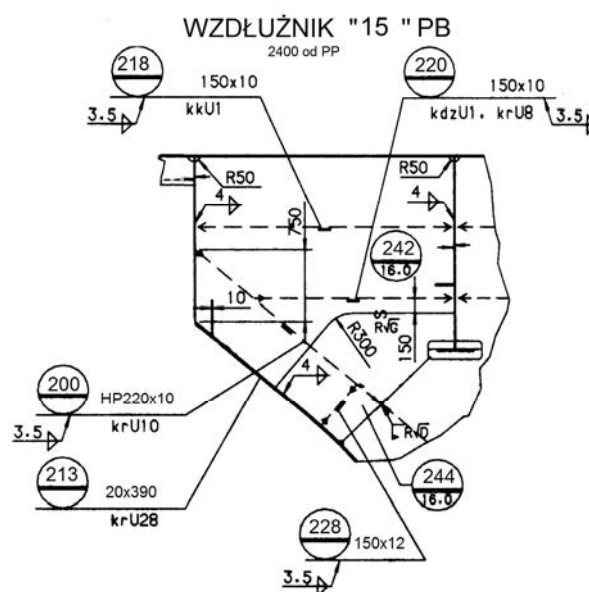 WZDŁUŻNIK "15 " PB
2400 od PP
218
150x10
kkU1
3.5
220
150x10
kdzU1. krU8
3.5
R50
R50
4
4
750
242
16.0
10
S
R√G
R300
150
4
200
HP220x10
krU10
3.5
R√D
213
20x390
krU28
244
16.0
228
150x12
3.5